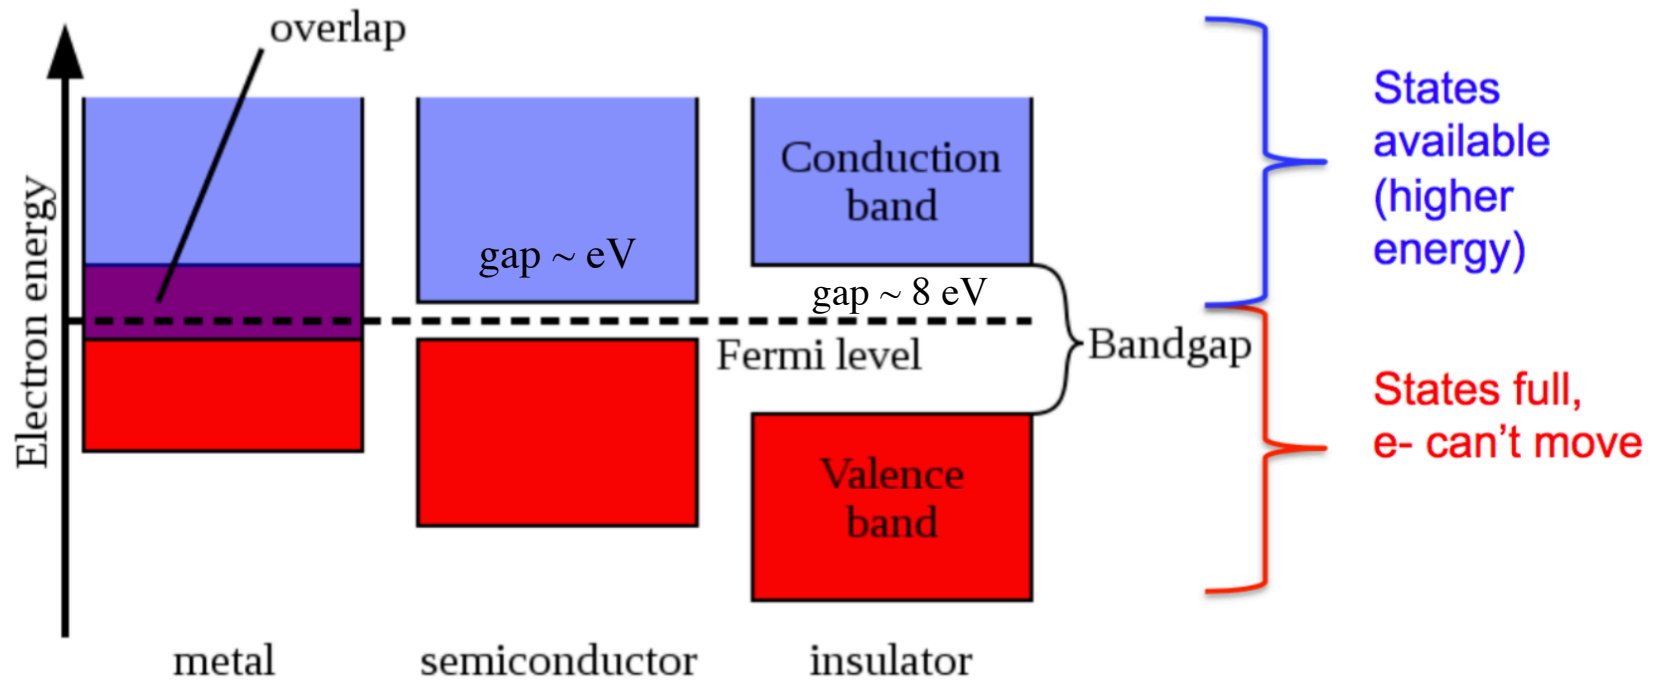 overlap
Electron energy
Conduction
band
gap ~ eV
gap ~ 8 eV
Fermi level
Bandgap
Valence
band
metal
semiconductor
insulator
States
available
(higher
energy)
States full,
e- can’t move